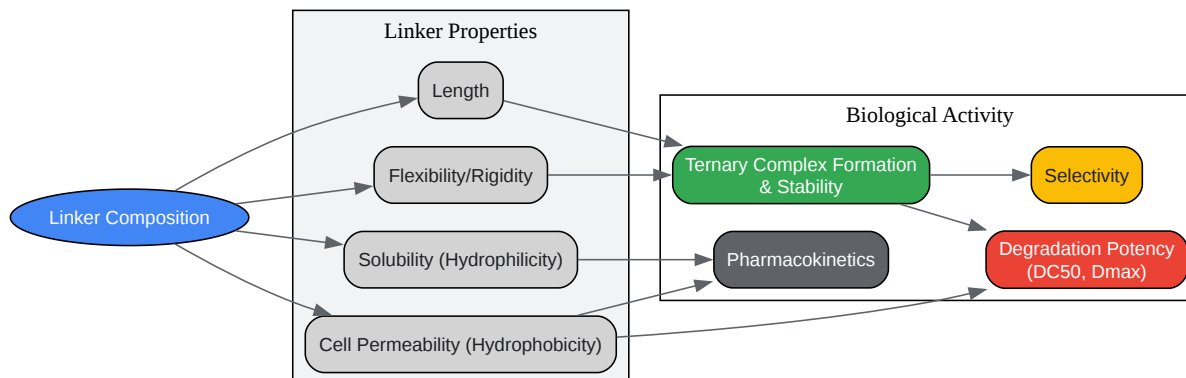 Linker Composition
Linker Properties
Length
Flexibility/Rigidity
Solubility (Hydrophilicity)
Cell Permeability (Hydrophobicity)
Biological Activity
Ternary Complex Formation
& Stability
Selectivity
Pharmacokinetics
Degradation Potency
(DC50, Dmax)